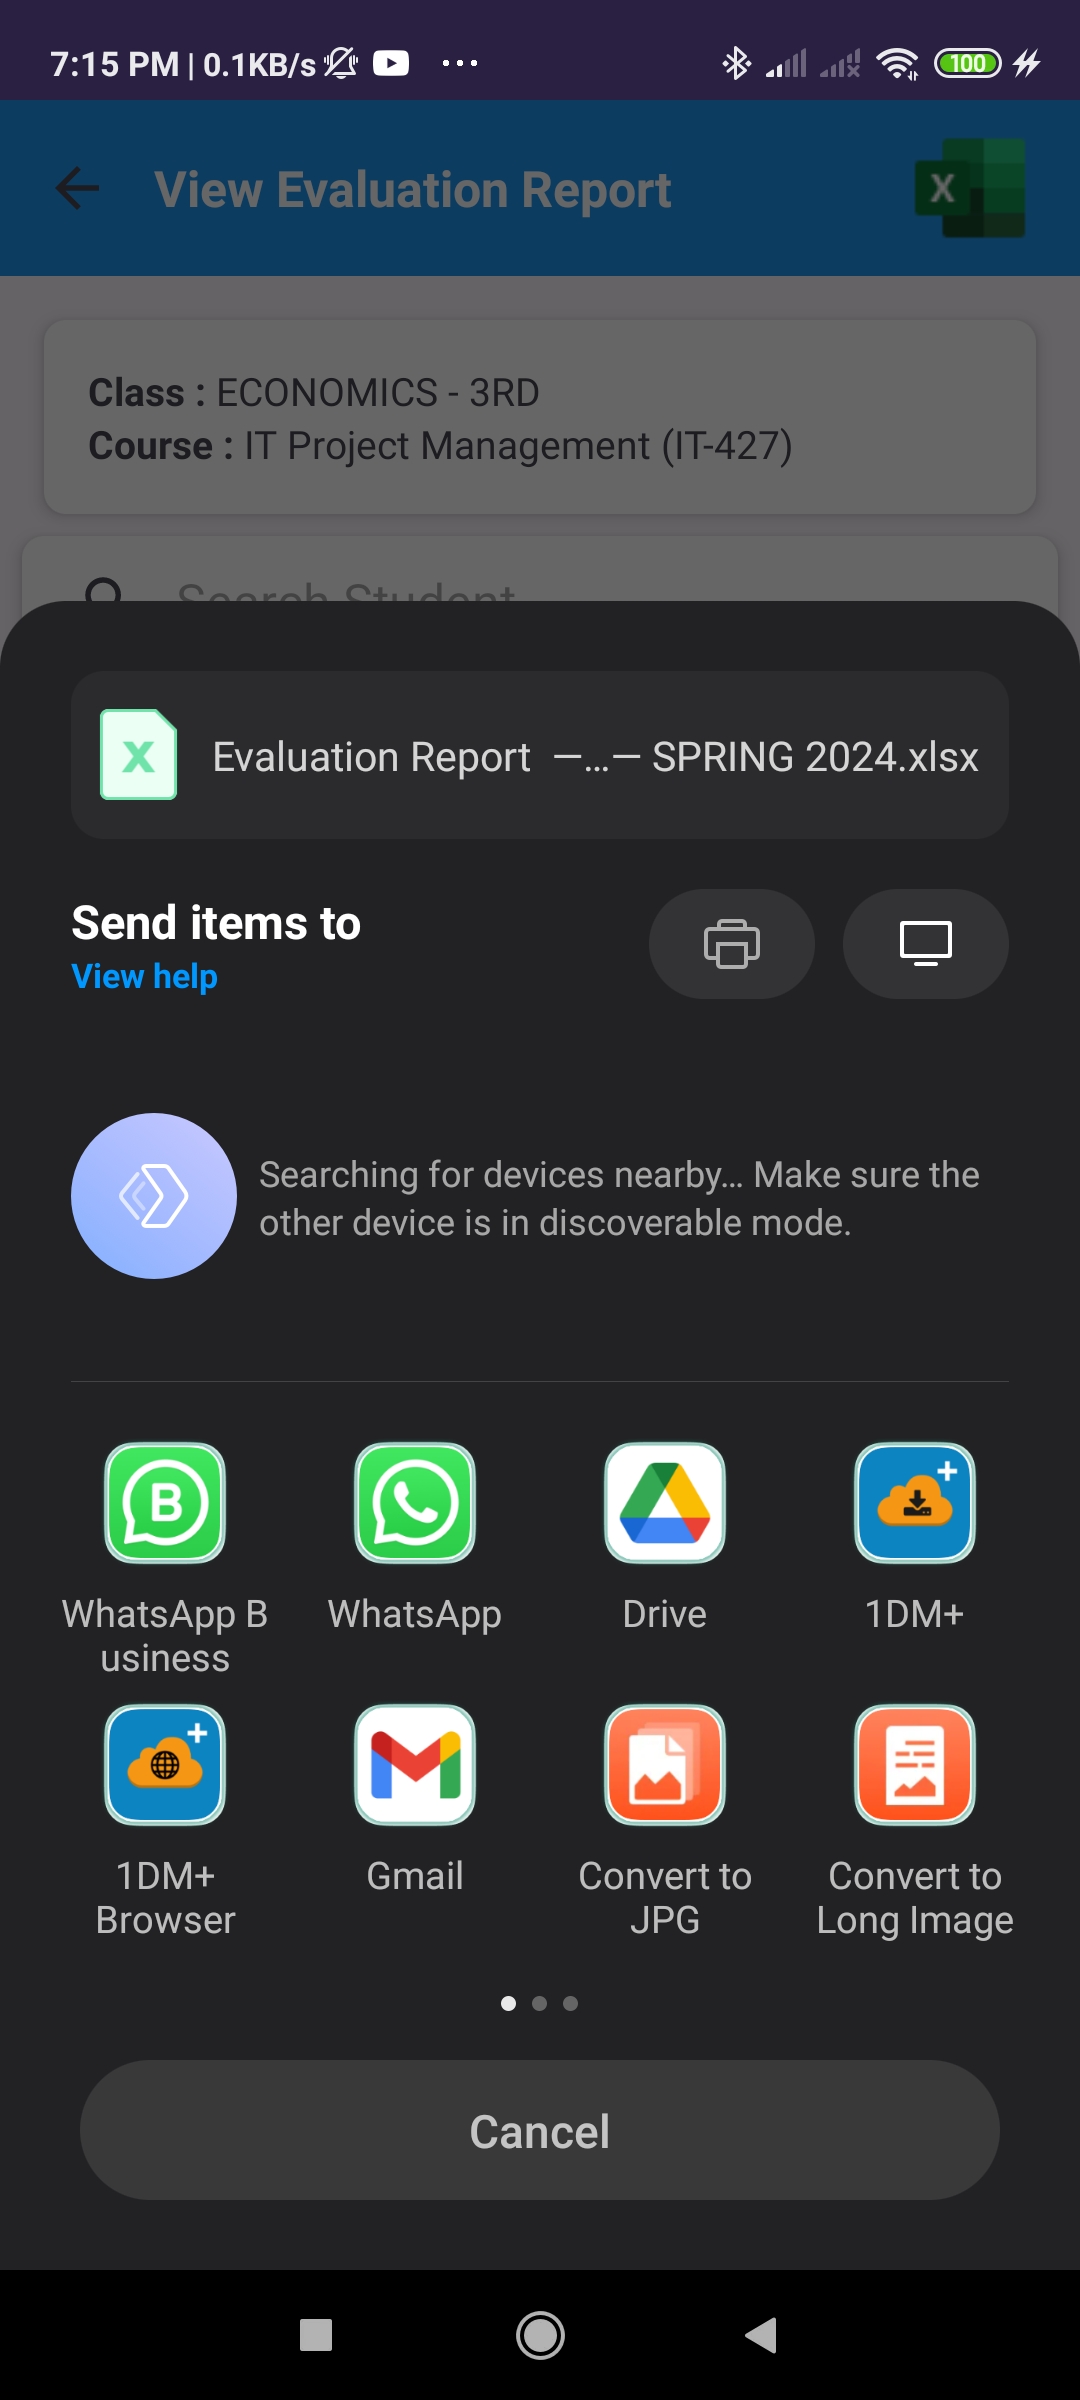 7:15 PM | 0.1KB/s
100
View Evaluation Report
X
Class : ECONOMICS - 3RD
Course : IT Project Management (IT-427)
Search Student
X
Evaluation Report —...— SPRING 2024.xlsx
Send items to
View help
Searching for devices nearby... Make sure the
other device is in discoverable mode.
B
WhatsApp B
usiness
WhatsApp
Drive
1DM+
1DM+
Browser
Gmail
Convert to
JPG
Convert to
Long Image
Cancel